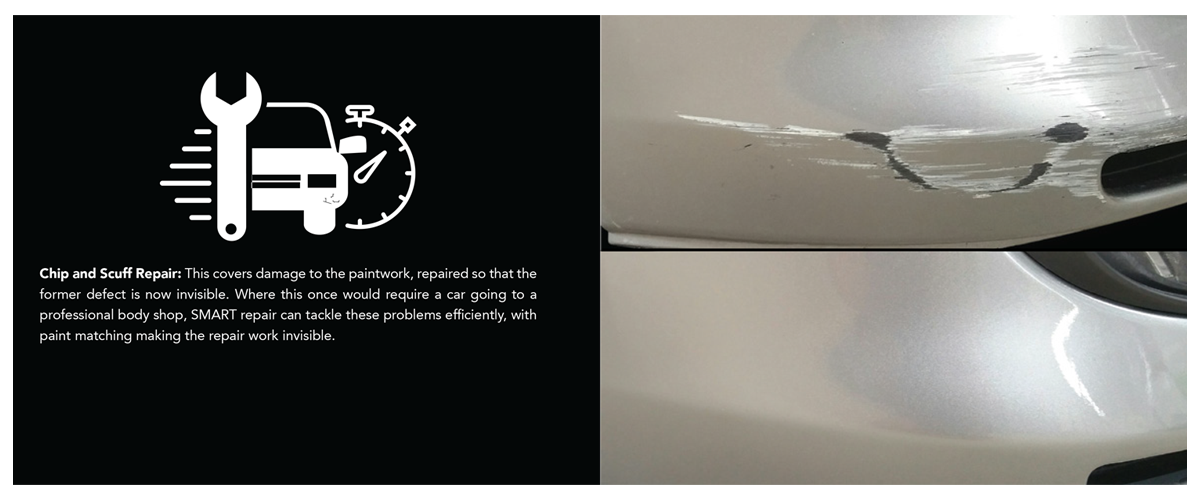 Chip and Scuff Repair: This covers damage to the paintwork, repaired so that the
former defect is now invisible. Where this once would require a car going to a
professional body shop, SMART repair can tackle these problems efficiently, with
paint matching making the repair work invisible.